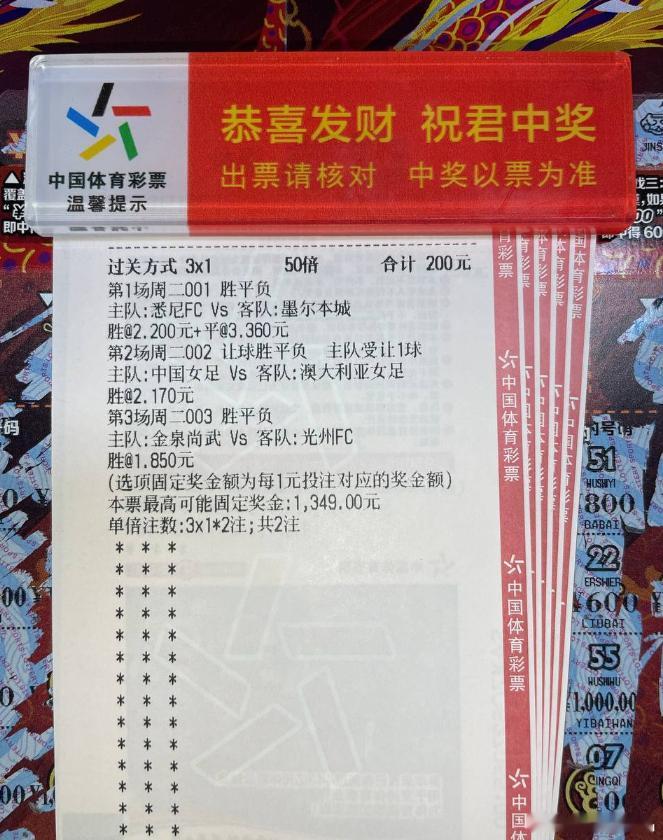 恭喜发财 祝君中奖
出票请核对 中奖以票为准
中国体育彩票
温馨提示
过关方式 3x1 50倍 合计 200元
第1场周二001 胜平负
主队:悉尼FC Vs 客队:墨尔本城
胜@2.200元+平@3.360元
第2场周二002 让球胜平负 主队受让1球
主队:中国女足 Vs 客队:澳大利亚女足
胜@2.170元
第3场周二003 胜平负
主队:金泉尚武 Vs 客队:光州FC
胜@1.850元
(选项固定奖金额为每1元投注对应的奖金额)
本票最高可能固定奖金:1,349.00元
单倍注数:3x1*2注;共2注
* * *
* * *
* * *
* * *
* * *
* * *
* * *
* * *
* * *
* * *
* * *
* * *
* * *
* * *
中国体育彩票
中国体育彩票
51
WUSHIYI
800
BABAI
22
ERSHIER
¥600
LIUBAI
55
WUSHIWU
YIBAIWAN
07
LINGQI
JINS